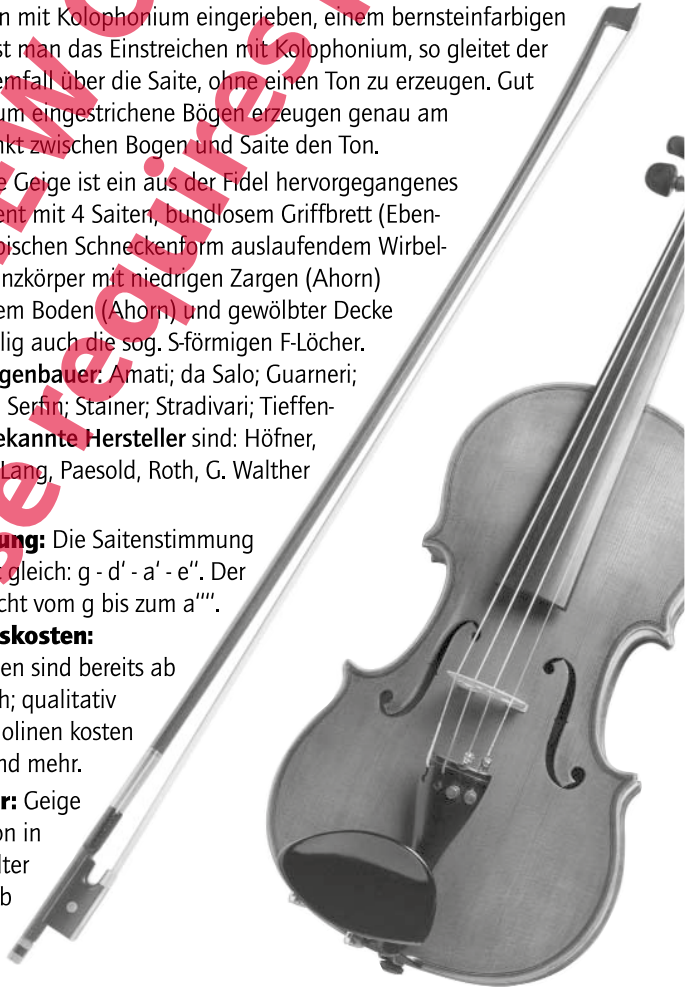 n mit Kolophonium eingerieben, einem bernsteinfarbigen
st man das Einstreichen mit Kolophonium, so gleitet der
emfall über die Saite, ohne einen Ton zu erzeugen. Gut
um eingestrichene Bögen erzeugen genau am
nkt zwischen Bogen und Saite den Ton.
e Geige ist ein aus der Fidel hervorgegangenes
ent mit 4 Saiten, bundlosem Griffbrett (Eben-
pischen Schneckenform auslaufendem Wirbel-
anzkörper mit niedrigen Zargen (Ahorn)
em Boden (Ahorn) und gewölbter Decke
llig auch die sog. S-förmigen F-Löcher.
genbauer: Amati; da Salo; Guarneri;
Serfin; Stainer; Stradivari; Tieffen-
ekannte Hersteller sind: Höfner,
Lang, Paesold, Roth, G. Walther
ung: Die Saitenstimmung
t gleich: g - d' - a' - e''. Der
cht vom g bis zum a''''.
skosten:
en sind bereits ab
h; qualitativ
olinen kosten
nd mehr.
r: Geige
on in
lter
b
EW
se requires